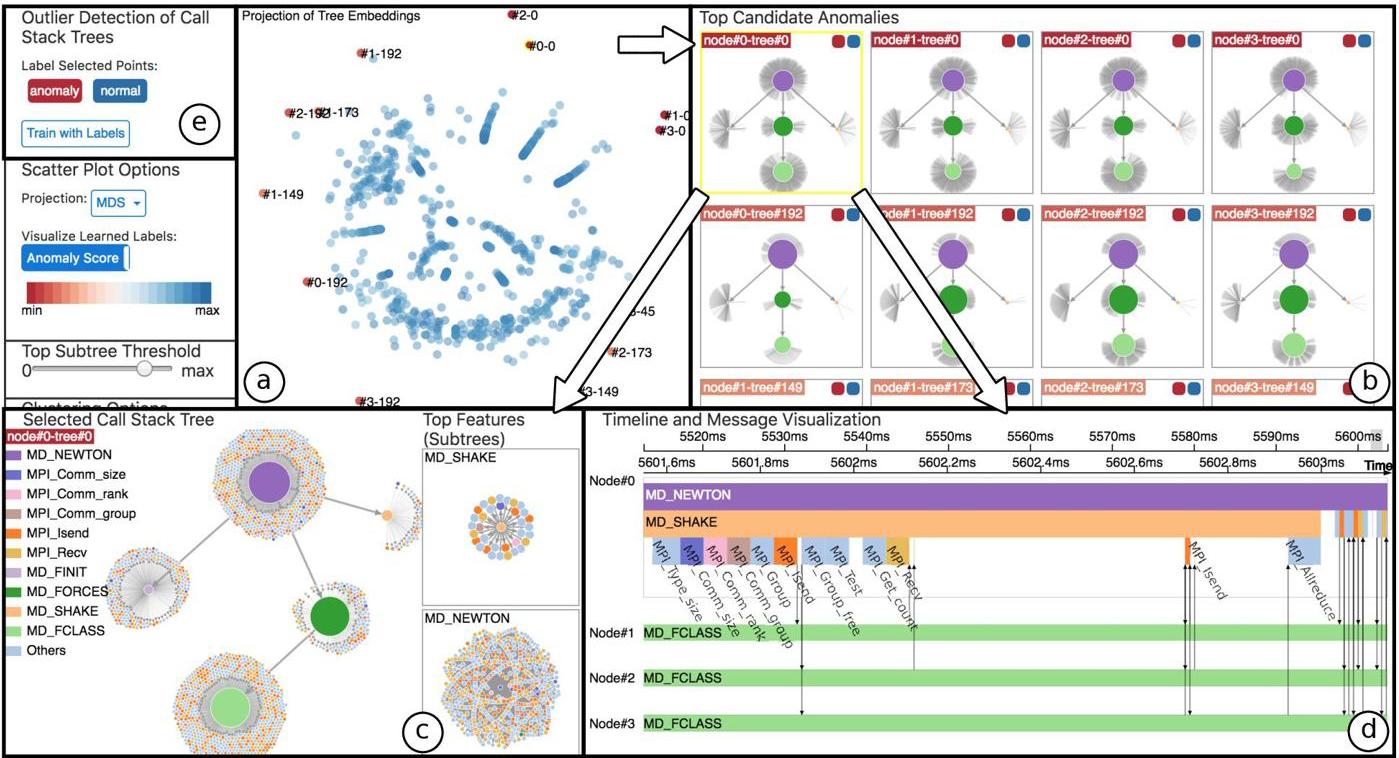 Outlier Detection of Call
Stack Trees
Label Selected Points:
anomaly normal
Train with Labels
e
Scatter Plot Options
Projection: MDS
Visualize Learned Labels:
Anomaly Score
min max
Top Subtree Threshold
0 max
Clustering Options
Projection of Tree Embeddings
#2-0
#0-0
#1-192
#2-192 #1-173
#1-0
#3-0
#1-149
#0-192
3-45
#2-173
#3-149
#3-192
a
Top Candidate Anomalies
node#0-tree#0 node#1-tree#0 node#2-tree#0 node#3-tree#0
node#0-tree#192 node#1-tree#192 node#2-tree#192 node#3-tree#192
node#1-tree#149 node#1-tree#173 node#2-tree#173 node#3-tree#149
b
Selected Call Stack Tree
node#0-tree#0
MD_NEWTON
MPI_Comm_size
MPI_Comm_rank
MPI_Comm_group
MPI_Isend
MPI_Recv
MD_FINIT
MD_FORCES
MD_SHAKE
MD_FCLASS
Others
Top Features
(Subtrees)
MD_SHAKE
MD_NEWTON
c
Timeline and Message Visualization
5520ms 5530ms 5540ms 5550ms 5560ms 5570ms 5580ms 5590ms 5600ms
5601.6ms 5601.8ms 5602ms 5602.2ms 5602.4ms 5602.6ms 5602.8ms 5603ms Time
Node#0
MD_NEWTON
MD_SHAKE
MPI_Type_size
MPI_Comm_size
MPI_Comm_rank
MPI_Comm_group
MPI_Group
MPI_Isend
MPI_Group_free
MPI_Test
MPI_Get_count
MPI_Recv
MPI_Isend
MPI_Allreduce
Node#1 MD_FCLASS
Node#2 MD_FCLASS
Node#3 MD_FCLASS
d